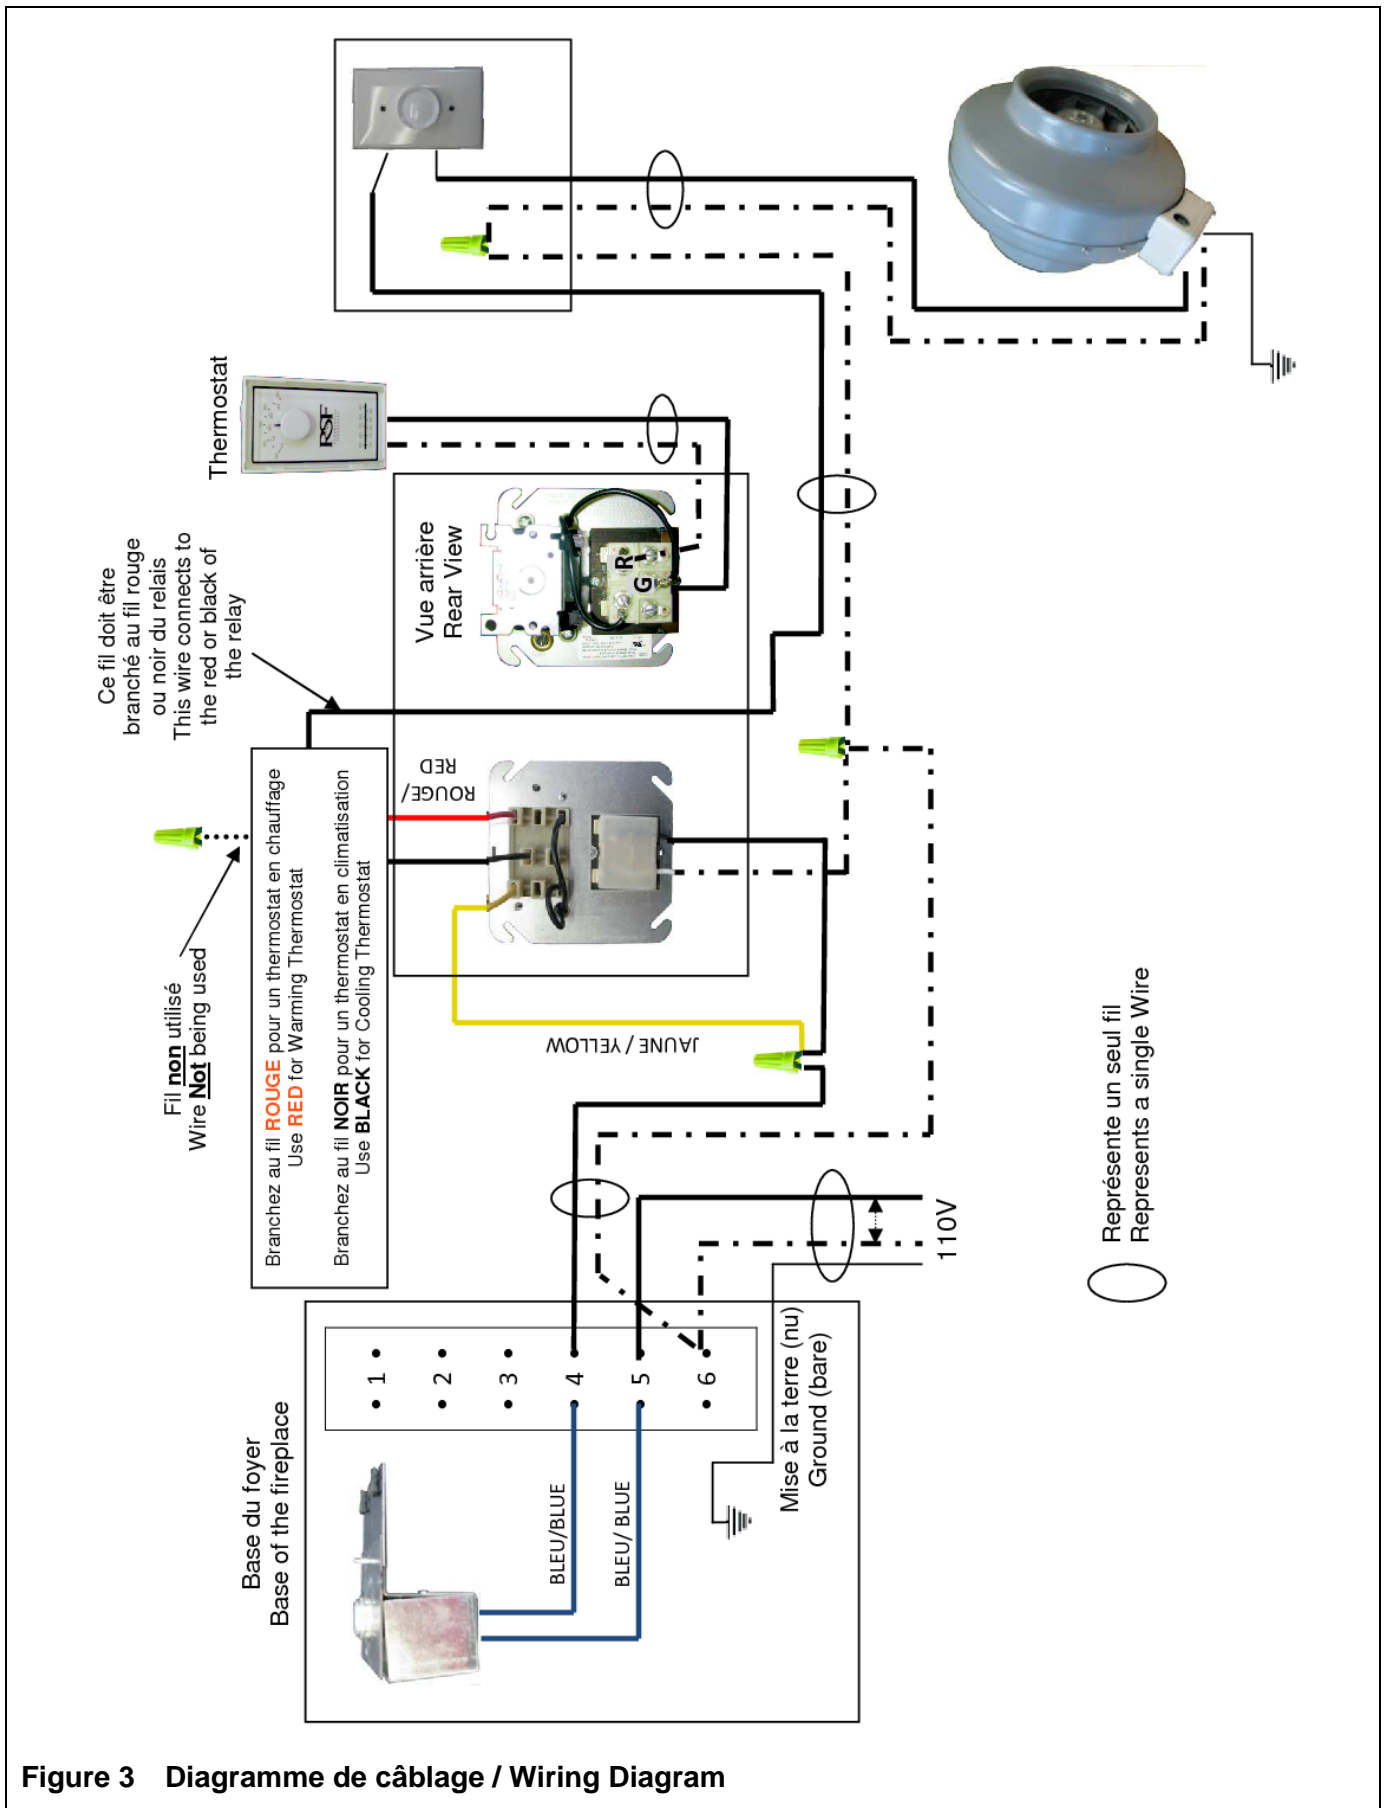 Thermostat
RSF
Ce fil doit être
branché au fil rouge
ou noir du relais
This wire connects to
the red or black of
the relay
Vue arrière
Rear View
R
G
Fil non utilisé
Wire Not being used
Branchez au fil ROUGE pour un thermostat en chauffage
Use RED for Warming Thermostat
Branchez au fil NOIR pour un thermostat en climatisation
Use BLACK for Cooling Thermostat
ROUGE/
RED
JAUNE / YELLOW
Base du foyer
Base of the fireplace
1
2
3
4
5
6
BLEU/BLUE
BLEU/ BLUE
Mise à la terre (nu)
Ground (bare)
110V
Représente un seul fil
Represents a single Wire
Figure 3 Diagramme de câblage / Wiring Diagram